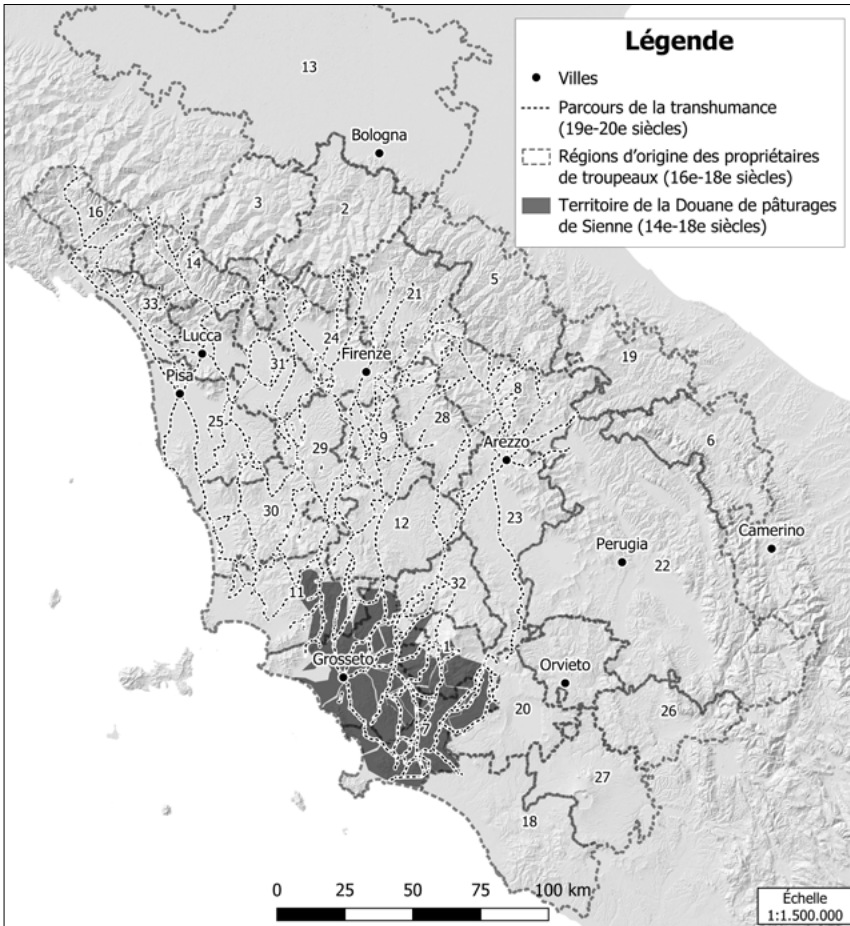 Légende
Villes
Parcours de la transhumance
(19e-20e siècles)
Régions d'origine des propriétaires
de troupeaux (16e-18e siècles)
Territoire de la Douane de pâturages
de Sienne (14e-18e siècles)
13
Bologna
3
2
16
14
4
5
21
33
24
Lucca
31
Firenze
19
Pisa
8
25
28
6
9
29
Arezzo
30
12
23
Camerino
Perugia
22
32
11
1
Grosseto
Orvieto
20
26
7
27
18
0 25 50 75 100 km
Échelle
1:1.500.000